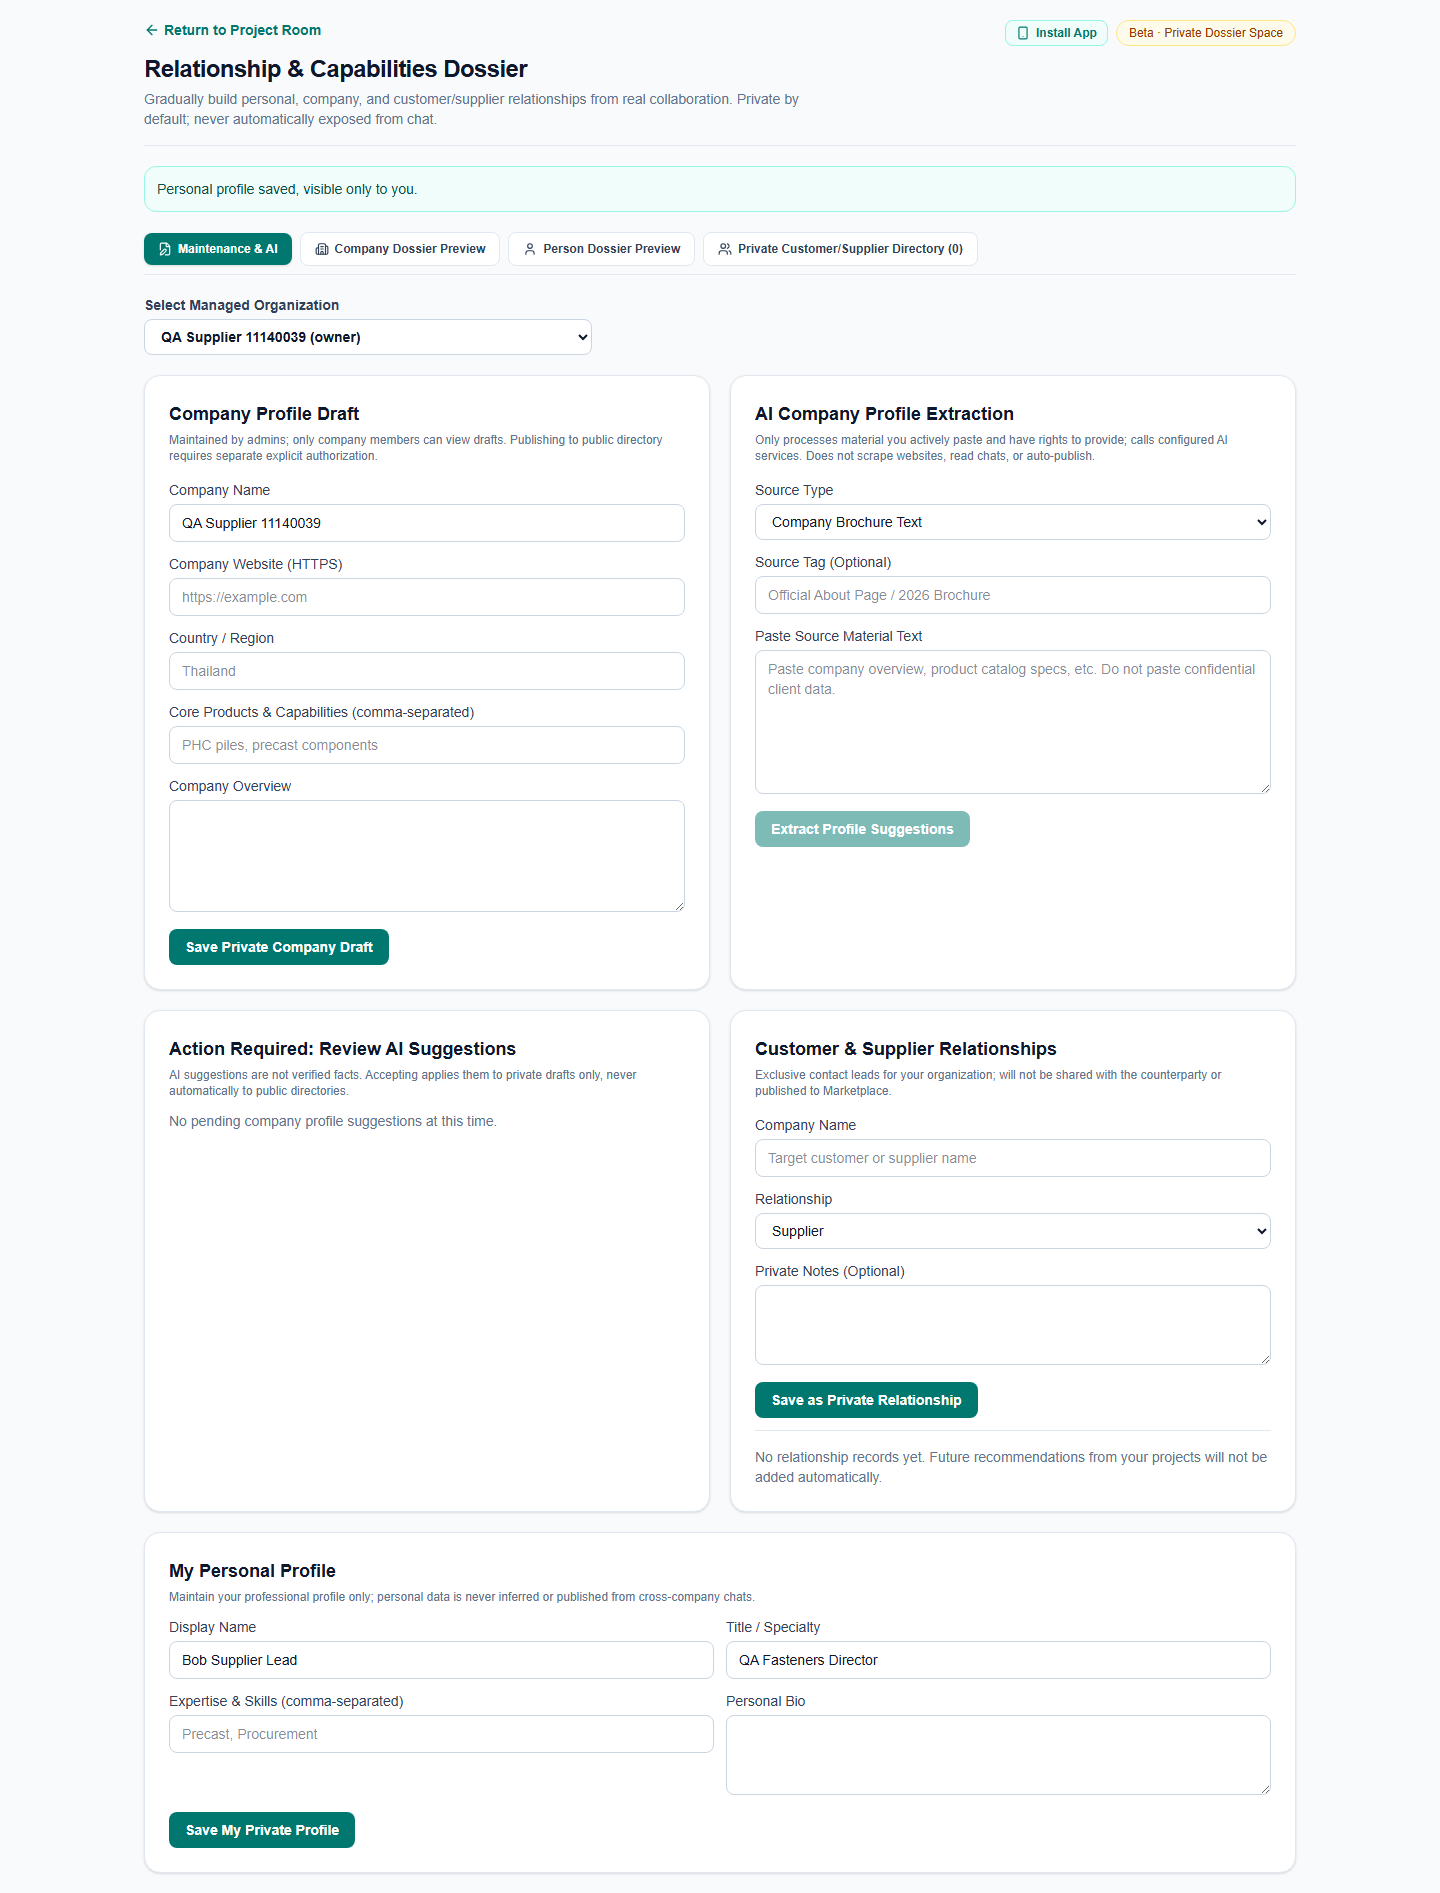 Return to Project Room
Install App
Beta · Private Dossier Space
Relationship & Capabilities Dossier
Gradually build personal, company, and customer/supplier relationships from real collaboration. Private by
default; never automatically exposed from chat.
Personal profile saved, visible only to you.
Maintenance & AI
Company Dossier Preview
Person Dossier Preview
Private Customer/Supplier Directory (0)
Select Managed Organization
QA Supplier 11140039 (owner)
Company Profile Draft
Maintained by admins; only company members can view drafts. Publishing to public directory
requires separate explicit authorization.
Company Name
QA Supplier 11140039
Company Website (HTTPS)
https://example.com
Country / Region
Thailand
Core Products & Capabilities (comma-separated)
PHC piles, precast components
Company Overview
Save Private Company Draft
AI Company Profile Extraction
Only processes material you actively paste and have rights to provide; calls configured AI
services. Does not scrape websites, read chats, or auto-publish.
Source Type
Company Brochure Text
Source Tag (Optional)
Official About Page / 2026 Brochure
Paste Source Material Text
Paste company overview, product catalog specs, etc. Do not paste confidential
client data.
Extract Profile Suggestions
Action Required: Review AI Suggestions
AI suggestions are not verified facts. Accepting applies them to private drafts only, never
automatically to public directories.
No pending company profile suggestions at this time.
Customer & Supplier Relationships
Exclusive contact leads for your organization; will not be shared with the counterparty or
published to Marketplace.
Company Name
Target customer or supplier name
Relationship
Supplier
Private Notes (Optional)
Save as Private Relationship
No relationship records yet. Future recommendations from your projects will not be
added automatically.
My Personal Profile
Maintain your professional profile only; personal data is never inferred or published from cross-company chats.
Display Name
Bob Supplier Lead
Title / Specialty
QA Fasteners Director
Expertise & Skills (comma-separated)
Precast, Procurement
Personal Bio
Save My Private Profile